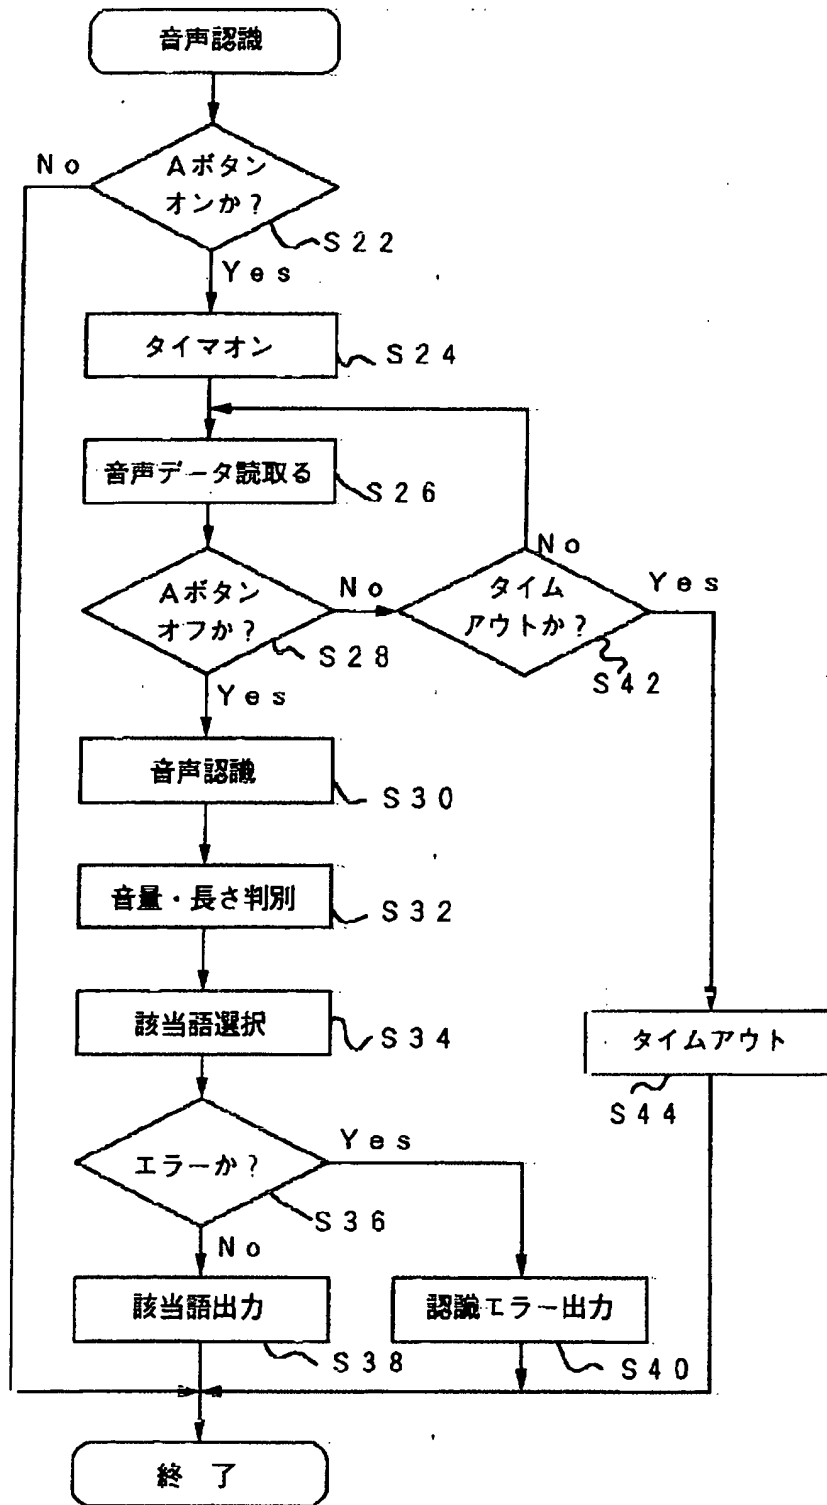 音声認識
No
Aボタン
オンか?
S22
Yes
タイマオン
S24
音声データ読取る
S26
No
Aボタン
オフか?
No
タイム
アウトか?
Yes
S28
S42
Yes
音声認識
S30
音量・長さ判別
S32
該当語選択
S34
タイムアウト
S44
エラーか?
Yes
S36
No
該当語出力
認識エラー出力
S38
S40
終了